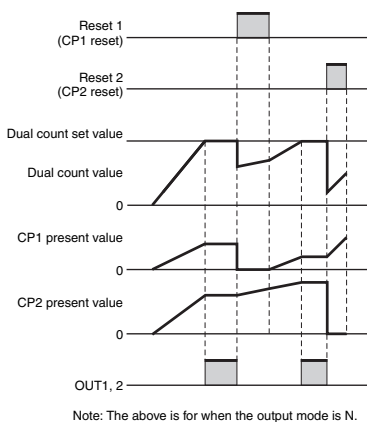 Reset 1
(CP1 reset)
Reset 2
(CP2 reset)
Dual count set value
Dual count value
0
CP1 present value
0
CP2 present value
0
OUT1, 2
Note: The above is for when the output mode is N.